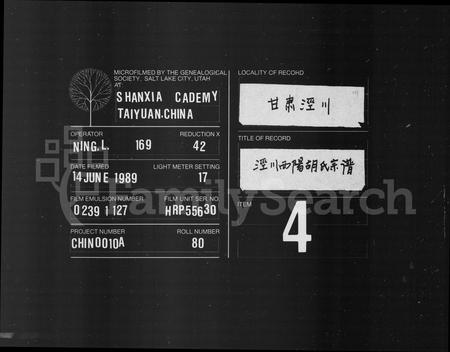 MICROFILMED BY THE GENEALOGICAL
SOCIETY, SALT LAKE CITY, UTAH
AT
SHANXIA CADEMY
TAIYUAN.CHINA
OPERATOR
REDUCTION X
NING.L. 169 42
DATE FILMED
LIGHT METER SETTING
14 JUNE 1989 17
FILM EMULSION NUMBER
FILM UNIT SER. NO.
0239 1 127 HRP55630
PROJECT NUMBER
ROLL NUMBER
CHIN0010A 80
LOCALITY OF RECORD
甘肃泾川
TITLE OF RECORD
泾川西陽胡氏宗谱
ITEM
4
FamilySearch